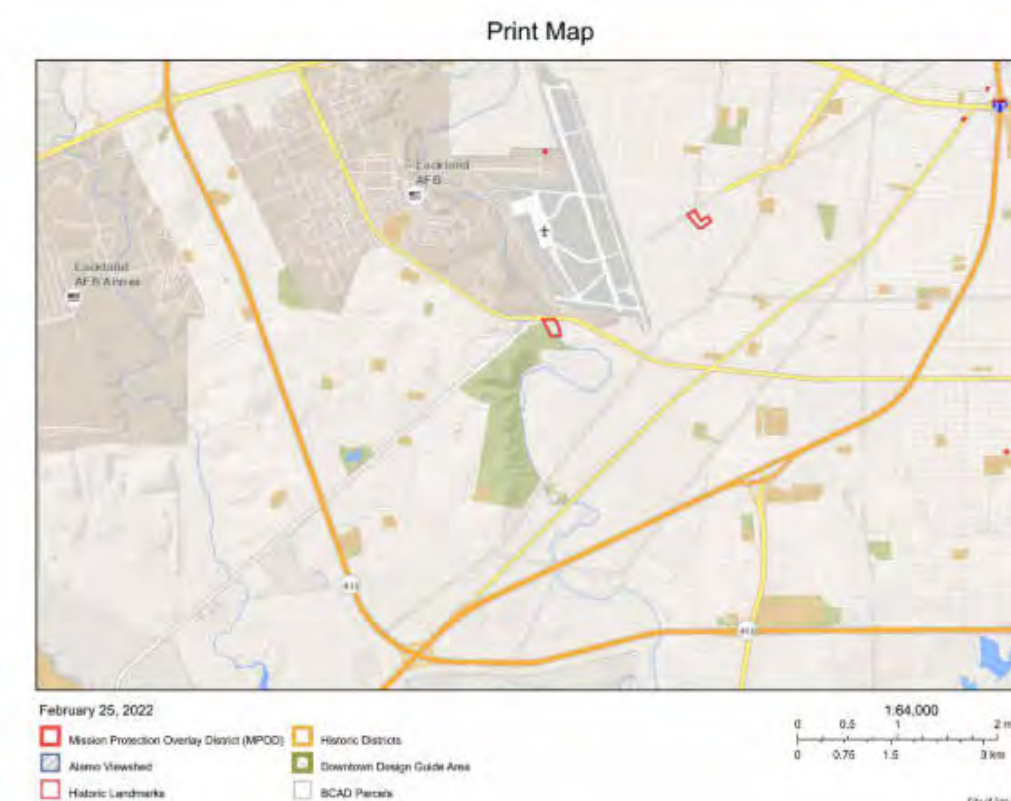 Print Map
Lackland
AFB
Lackland
AFB Annex
410
February 25, 2022
Mission Protection Overlay District (MPOD)
Historic Districts
Alamo Viewshed
Downtown Design Guide Area
Historic Landmarks
BCAD Parcels
1:64,000
0 0.5 1 2 m
0 0.75 1.5 3 km